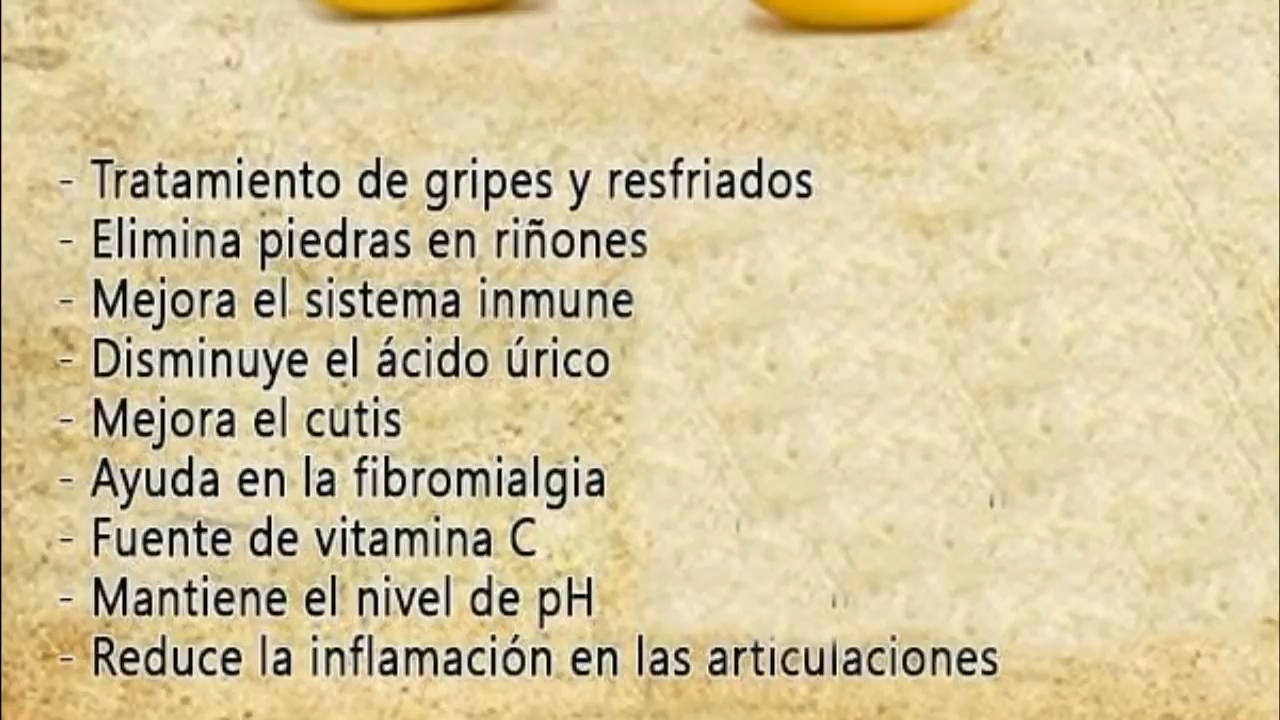 - Tratamiento de gripes y resfriados
- Elimina piedras en riñones
- Mejora el sistema inmune
- Disminuye el ácido úrico
- Mejora el cutis
- Ayuda en la fibromialgia
- Fuente de vitamina C
- Mantiene el nivel de pH
- Reduce la inflamación en las articulaciones